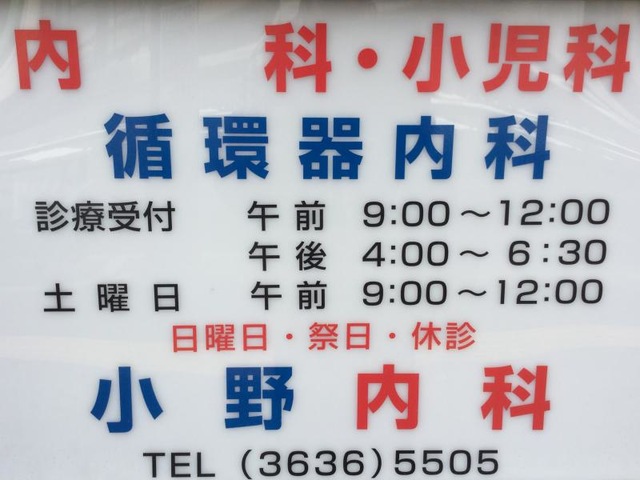 内科・小児科
循環器内科
診療受付 午前 9:00～12:00
午後 4:00～6:30
土曜日 午前 9:00～12:00
日曜日・祭日・休診
小野内科
TEL (3636)5505